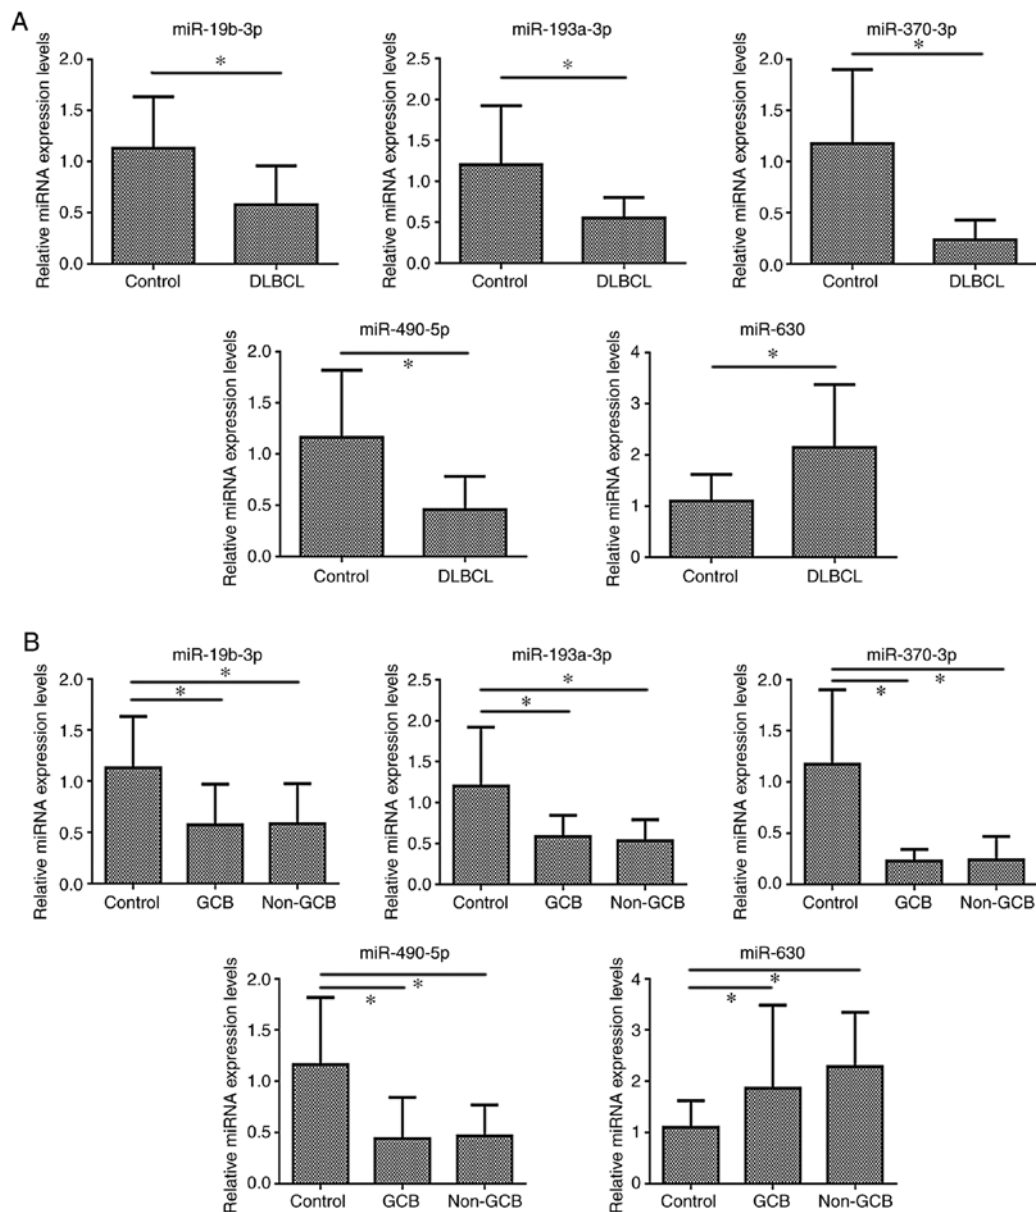 A
miR-19b-3p
Relative miRNA expression levels
2.0
1.5
1.0
0.5
0.0
*
Control DLBCL
miR-193a-3p
Relative miRNA expression levels
2.5
2.0
1.5
1.0
0.5
0.0
*
Control DLBCL
miR-370-3p
Relative miRNA expression levels
2.0
1.5
1.0
0.5
0.0
*
Control DLBCL
miR-490-5p
Relative miRNA expression levels
2.0
1.5
1.0
0.5
0.0
*
Control DLBCL
miR-630
Relative miRNA expression levels
4
3
2
1
0
*
Control DLBCL
B
miR-19b-3p
Relative miRNA expression levels
2.0
1.5
1.0
0.5
0.0
*
*
Control GCB Non-GCB
miR-193a-3p
Relative miRNA expression levels
2.5
2.0
1.5
1.0
0.5
0.0
*
*
Control GCB Non-GCB
miR-370-3p
Relative miRNA expression levels
2.0
1.5
1.0
0.5
0.0
*
*
Control GCB Non-GCB
miR-490-5p
Relative miRNA expression levels
2.0
1.5
1.0
0.5
0.0
*
*
Control GCB Non-GCB
miR-630
Relative miRNA expression levels
4
3
2
1
0
*
*
Control GCB Non-GCB